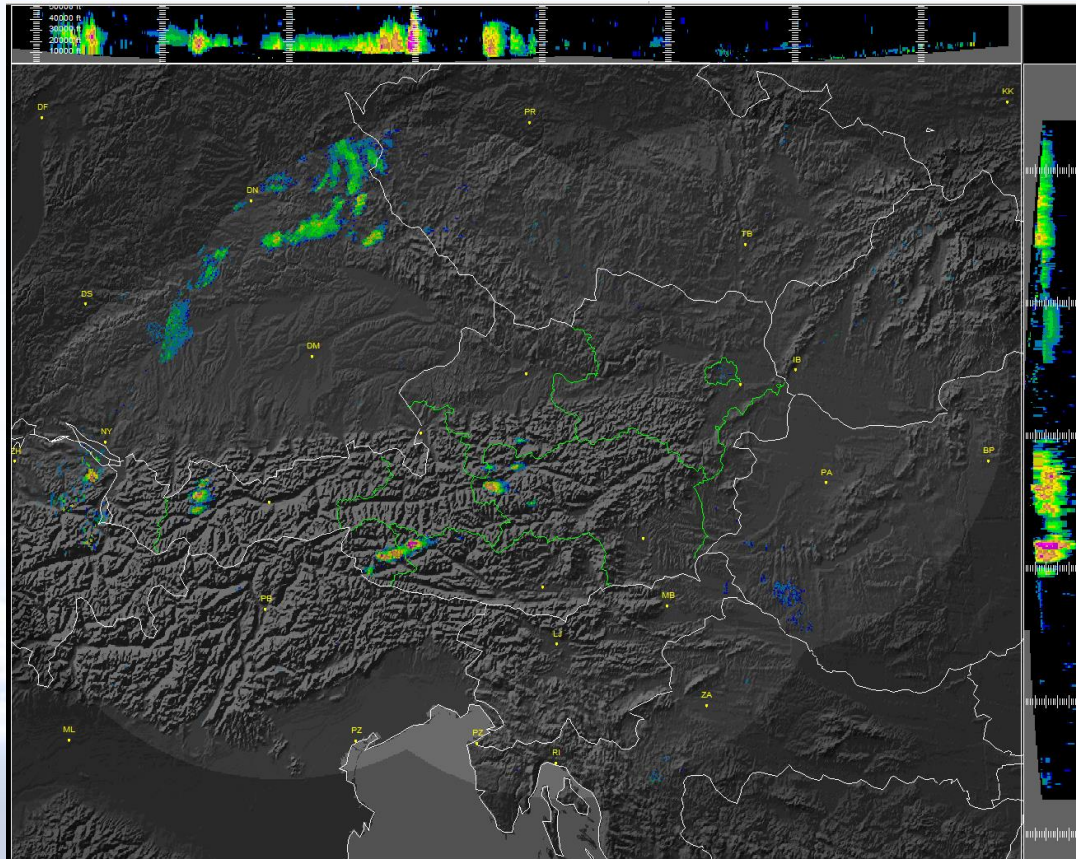 50000 ft
40000 ft
30000 ft
20000 ft
10000 ft
KK
DF
PR
DN
TB
DS
DM
IB
NY
ZH
BP
PA
PB
MB
LJ
ZA
ML
PZ
PZ
RI